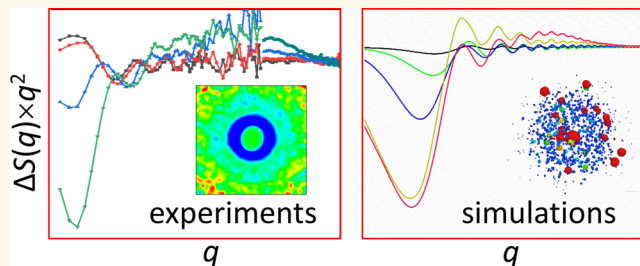 ΔS(q)×q²
experiments
simulations
q
q